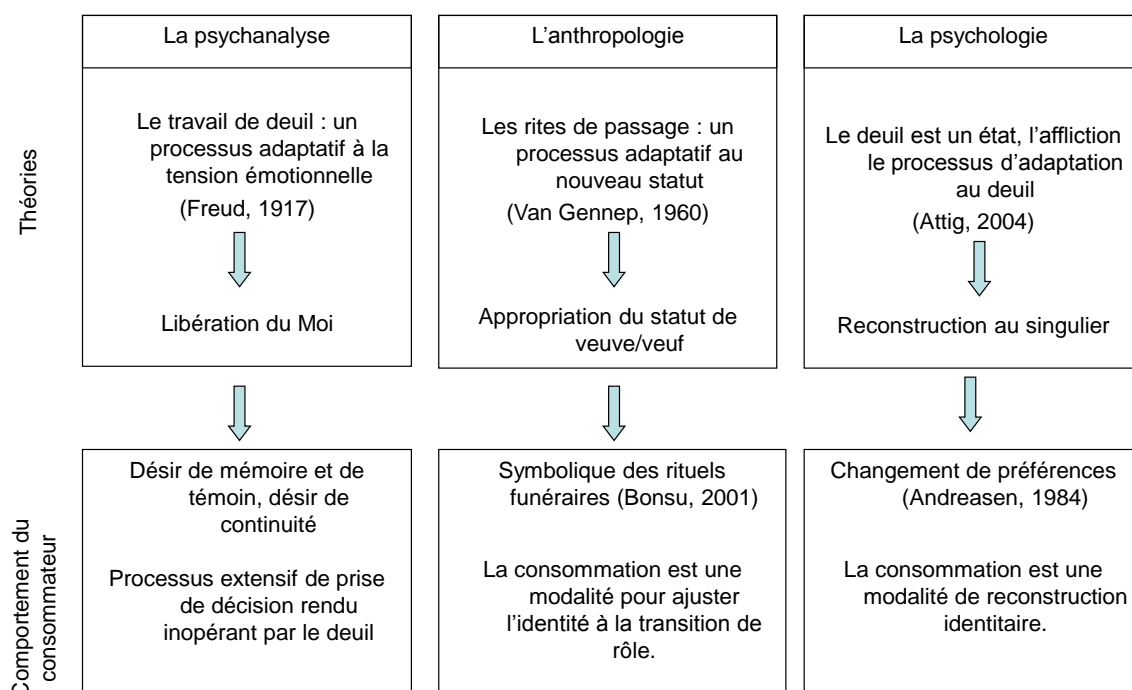 La psychanalyse
L'anthropologie
La psychologie
Théories
Le travail de deuil : un
processus adaptatif à la
tension émotionnelle
(Freud, 1917)
Libération du Moi
Les rites de passage : un
processus adaptatif au
nouveau statut
(Van Gennep, 1960)
Appropriation du statut de
veuve/veuf
Le deuil est un état, l'affliction
le processus d'adaptation
au deuil
(Attig, 2004)
Reconstruction au singulier
Comportement du
consommateur
Désir de mémoire et de
témoin, désir de
continuité
Processus extensif de prise
de décision rendu
inopérant par le deuil
Symbolique des rituels
funéraires (Bonsu, 2001)
La consommation est une
modalité pour ajuster
l'identité à la transition de
rôle.
Changement de préférences
(Andreasen, 1984)
La consommation est une
modalité de reconstruction
identitaire.